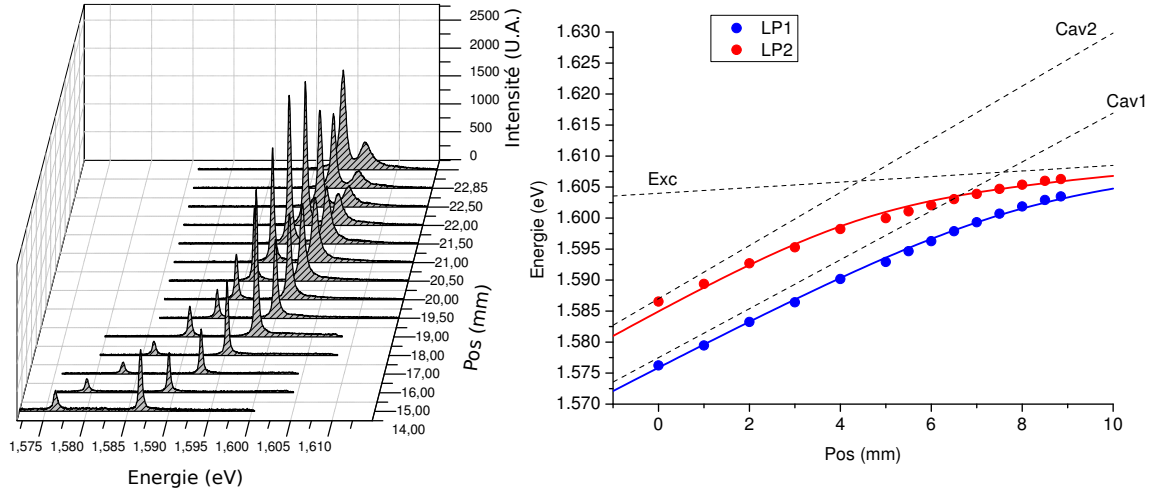 2500
2000
1500
1000
500
0
Intensité (U.A.)
22,85
22,50
22,00
21,50
21,00
20,50
20,00
19,50
19,00
18,00
17,00
16,00
15,00
14,00
Pos (mm)
1,575 1,580 1,585 1,590 1,595 1,600 1,605 1,610
Energie (eV)
LP1
LP2
Cav2
Cav1
Exc
1.630
1.625
1.620
1.615
1.610
1.605
1.600
1.595
1.590
1.585
1.580
1.575
1.570
Energie (eV)
0 2 4 6 8 10
Pos (mm)